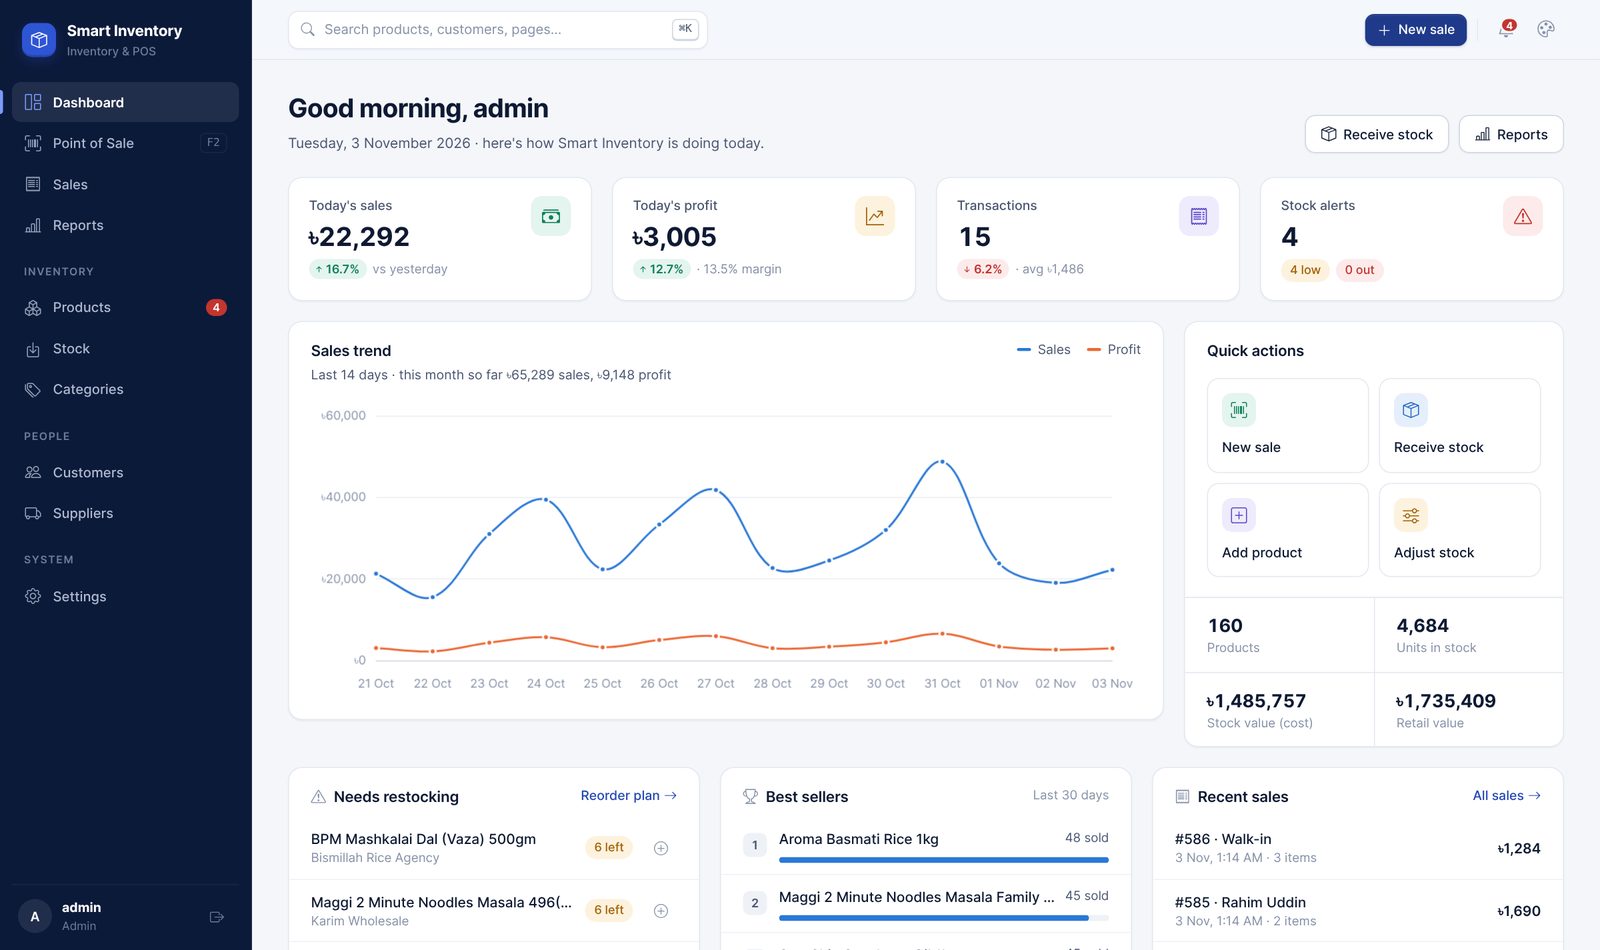 Smart Inventory
Inventory & POS
Dashboard
Point of Sale F2
Sales
Reports
INVENTORY
Products 4
Stock
Categories
PEOPLE
Customers
Suppliers
SYSTEM
Settings
A admin
Admin
Search products, customers, pages... ⌘K
+ New sale
4
Good morning, admin
Tuesday, 3 November 2026 · here's how Smart Inventory is doing today.
Receive stock
Reports
Today's sales
৳22,292
↑ 16.7% vs yesterday
Today's profit
৳3,005
↑ 12.7% · 13.5% margin
Transactions
15
↓ 6.2% · avg ৳1,486
Stock alerts
4
4 low 0 out
Sales trend
Sales Profit
Last 14 days · this month so far ৳65,289 sales, ৳9,148 profit
৳60,000
৳40,000
৳20,000
৳0
21 Oct 22 Oct 23 Oct 24 Oct 25 Oct 26 Oct 27 Oct 28 Oct 29 Oct 30 Oct 31 Oct 01 Nov 02 Nov 03 Nov
Quick actions
New sale
Receive stock
Add product
Adjust stock
160
Products
4,684
Units in stock
৳1,485,757
Stock value (cost)
৳1,735,409
Retail value
Needs restocking Reorder plan →
BPM Mashkalai Dal (Vaza) 500gm 6 left
Bismillah Rice Agency
Maggi 2 Minute Noodles Masala 496(... 6 left
Karim Wholesale
Best sellers Last 30 days
1 Aroma Basmati Rice 1kg 48 sold
2 Maggi 2 Minute Noodles Masala Family ... 45 sold
Recent sales All sales →
#586 · Walk-in ৳1,284
3 Nov, 1:14 AM · 3 items
#585 · Rahim Uddin ৳1,690
3 Nov, 1:14 AM · 2 items